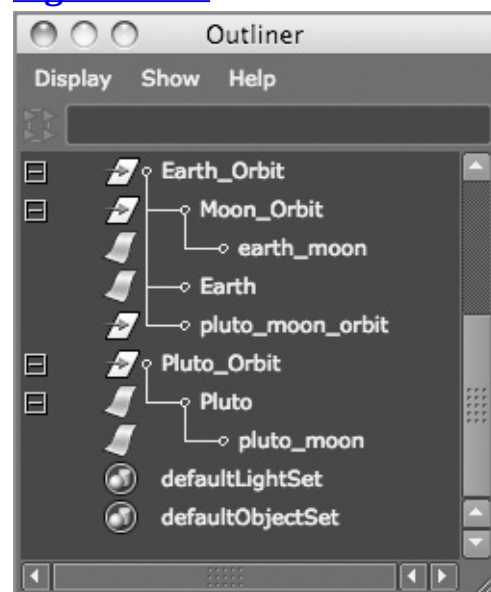 Outliner
Display Show Help
Earth_Orbit
Moon_Orbit
earth_moon
Earth
pluto_moon_orbit
Pluto_Orbit
Pluto
pluto_moon
defaultLightSet
defaultObjectSet